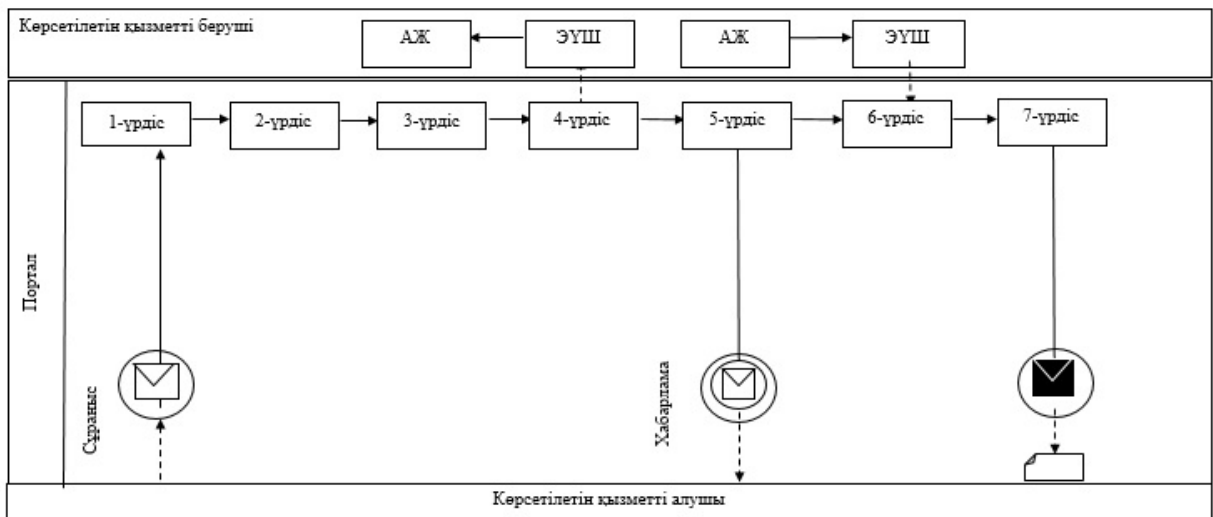 Көрсетілетін қызметті беруші
АЖ
ЭҮШ
АЖ
ЭҮШ
1-үрдіс
2-үрдіс
3-үрдіс
4-үрдіс
5-үрдіс
6-үрдіс
7-үрдіс
Портал
Сұраныс
Хабарлама
Көрсетілетін қызметті алушы